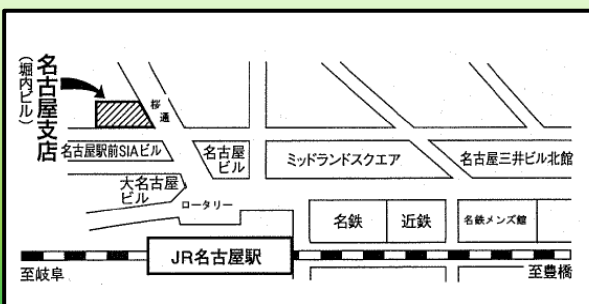 名古屋支店
（堀内ビル）
桜通
名古屋駅前SIAビル
名古屋
ビル
ミッドランドスクエア
名古屋三井ビル北館
大名古屋
ビル
ロータリー
名鉄
近鉄
名鉄メンズ館
JR名古屋駅
至岐阜
至豊橋